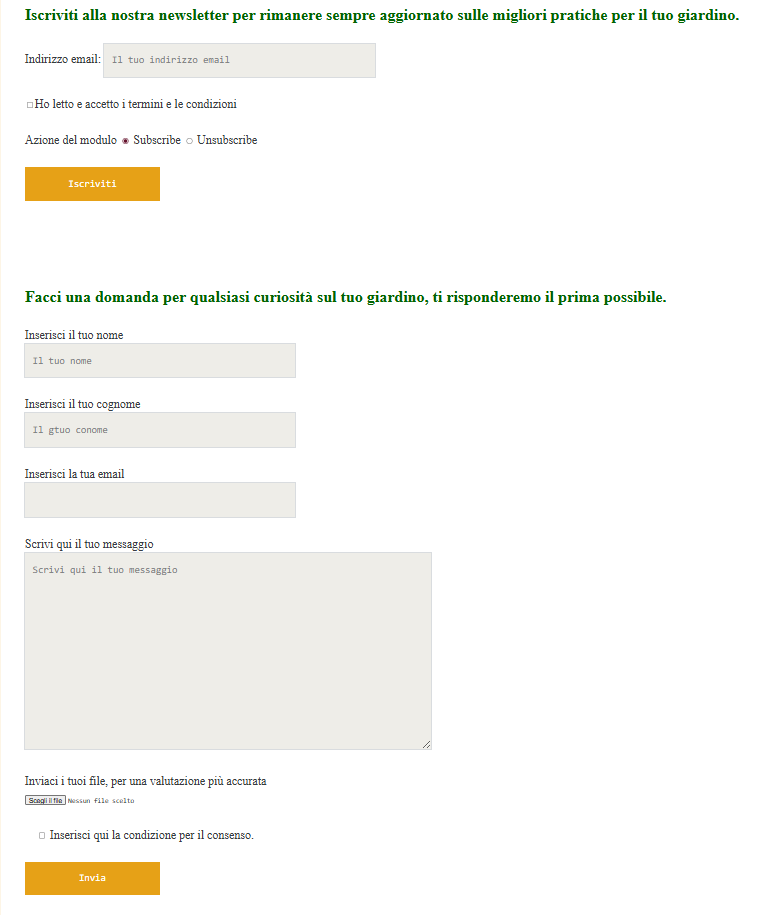 Iscriviti alla nostra newsletter per rimanere sempre aggiornato sulle migliori pratiche per il tuo giardino.
Indirizzo email: Il tuo indirizzo email
Ho letto e accetto i termini e le condizioni
Azione del modulo Subscribe Unsubscribe
Iscriviti
Facci una domanda per qualsiasi curiosità sul tuo giardino, ti risponderemo il prima possibile.
Inserisci il tuo nome
Il tuo nome
Inserisci il tuo cognome
Il gtuo conome
Inserisci la tua email
Scrivi qui il tuo messaggio
Scrivi qui il tuo messaggio
Inviaci i tuoi file, per una valutazione più accurata
Scegli il file Nessun file scelto
Inserisci qui la condizione per il consenso.
Invia